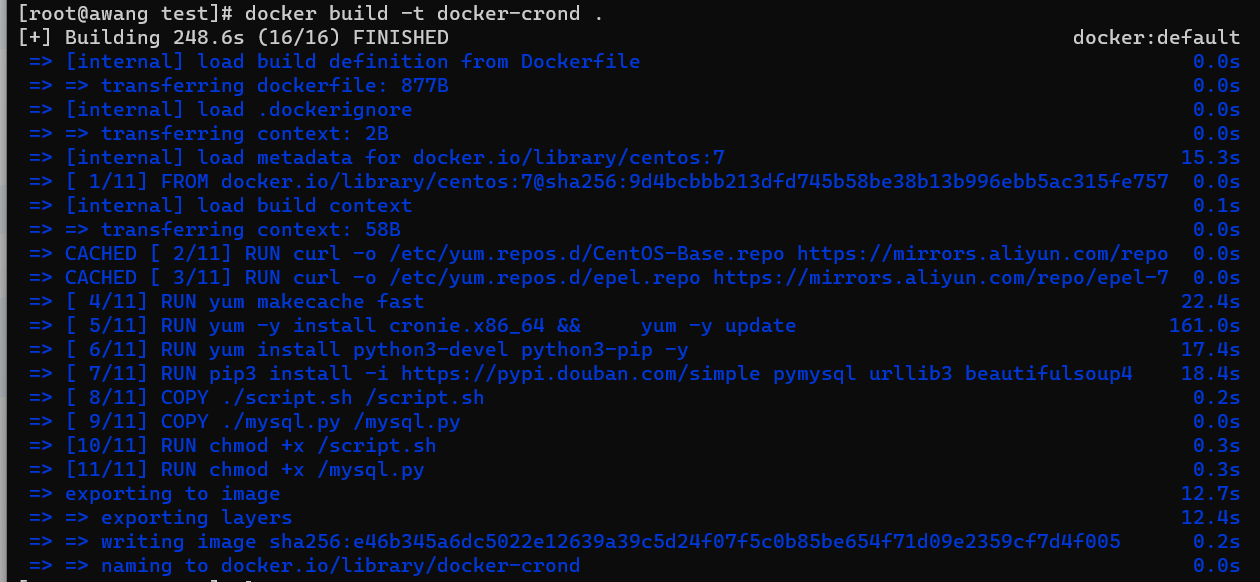 [root@awang test]# docker build -t docker-crond .
[+] Building 248.6s (16/16) FINISHED docker:default
=> [internal] load build definition from Dockerfile 0.0s
=> => transferring dockerfile: 877B 0.0s
=> [internal] load .dockerignore 0.0s
=> => transferring context: 2B 0.0s
=> [internal] load metadata for docker.io/library/centos:7 15.3s
=> [ 1/11] FROM docker.io/library/centos:7@sha256:9d4bcbbb213dfd745b58be38b13b996ebb5ac315fe757 0.0s
=> [internal] load build context 0.1s
=> => transferring context: 58B 0.0s
=> CACHED [ 2/11] RUN curl -o /etc/yum.repos.d/CentOS-Base.repo https://mirrors.aliyun.com/repo 0.0s
=> CACHED [ 3/11] RUN curl -o /etc/yum.repos.d/epel.repo https://mirrors.aliyun.com/repo/epel-7 0.0s
=> [ 4/11] RUN yum makecache fast 22.4s
=> [ 5/11] RUN yum -y install cronie.x86_64 &&     yum -y update 161.0s
=> [ 6/11] RUN yum install python3-devel python3-pip -y 17.4s
=> [ 7/11] RUN pip3 install -i https://pypi.douban.com/simple pymysql urllib3 beautifulsoup4 18.4s
=> [ 8/11] COPY ./script.sh /script.sh 0.2s
=> [ 9/11] COPY ./mysql.py /mysql.py 0.0s
=> [10/11] RUN chmod +x /script.sh 0.3s
=> [11/11] RUN chmod +x /mysql.py 0.3s
=> exporting to image 12.7s
=> => exporting layers 12.4s
=> => writing image sha256:e46b345a6dc5022e12639a39c5d24f07f5c0b85be654f71d09e2359cf7d4f005 0.2s
=> => naming to docker.io/library/docker-crond 0.0s